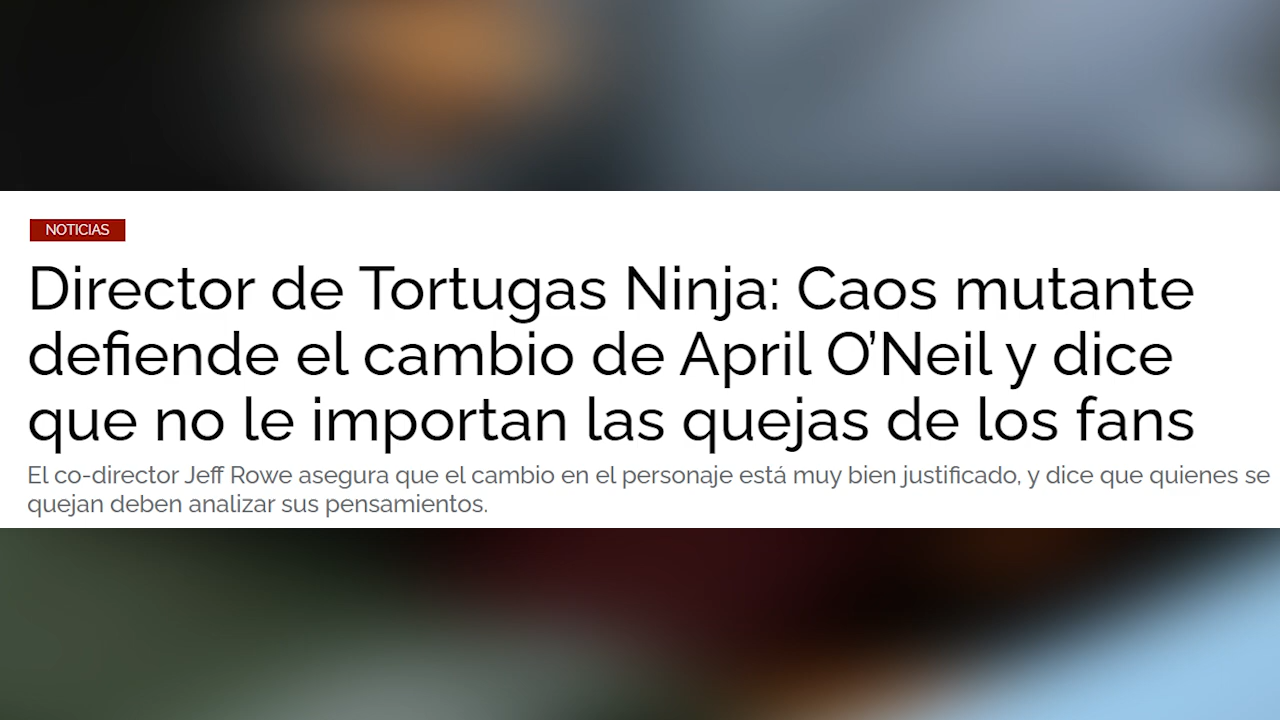 NOTICIAS
Director de Tortugas Ninja: Caos mutante
defiende el cambio de April O’Neil y dice
que no le importan las quejas de los fans
El co-director Jeff Rowe asegura que el cambio en el personaje está muy bien justificado, y dice que quienes se
quejan deben analizar sus pensamientos.